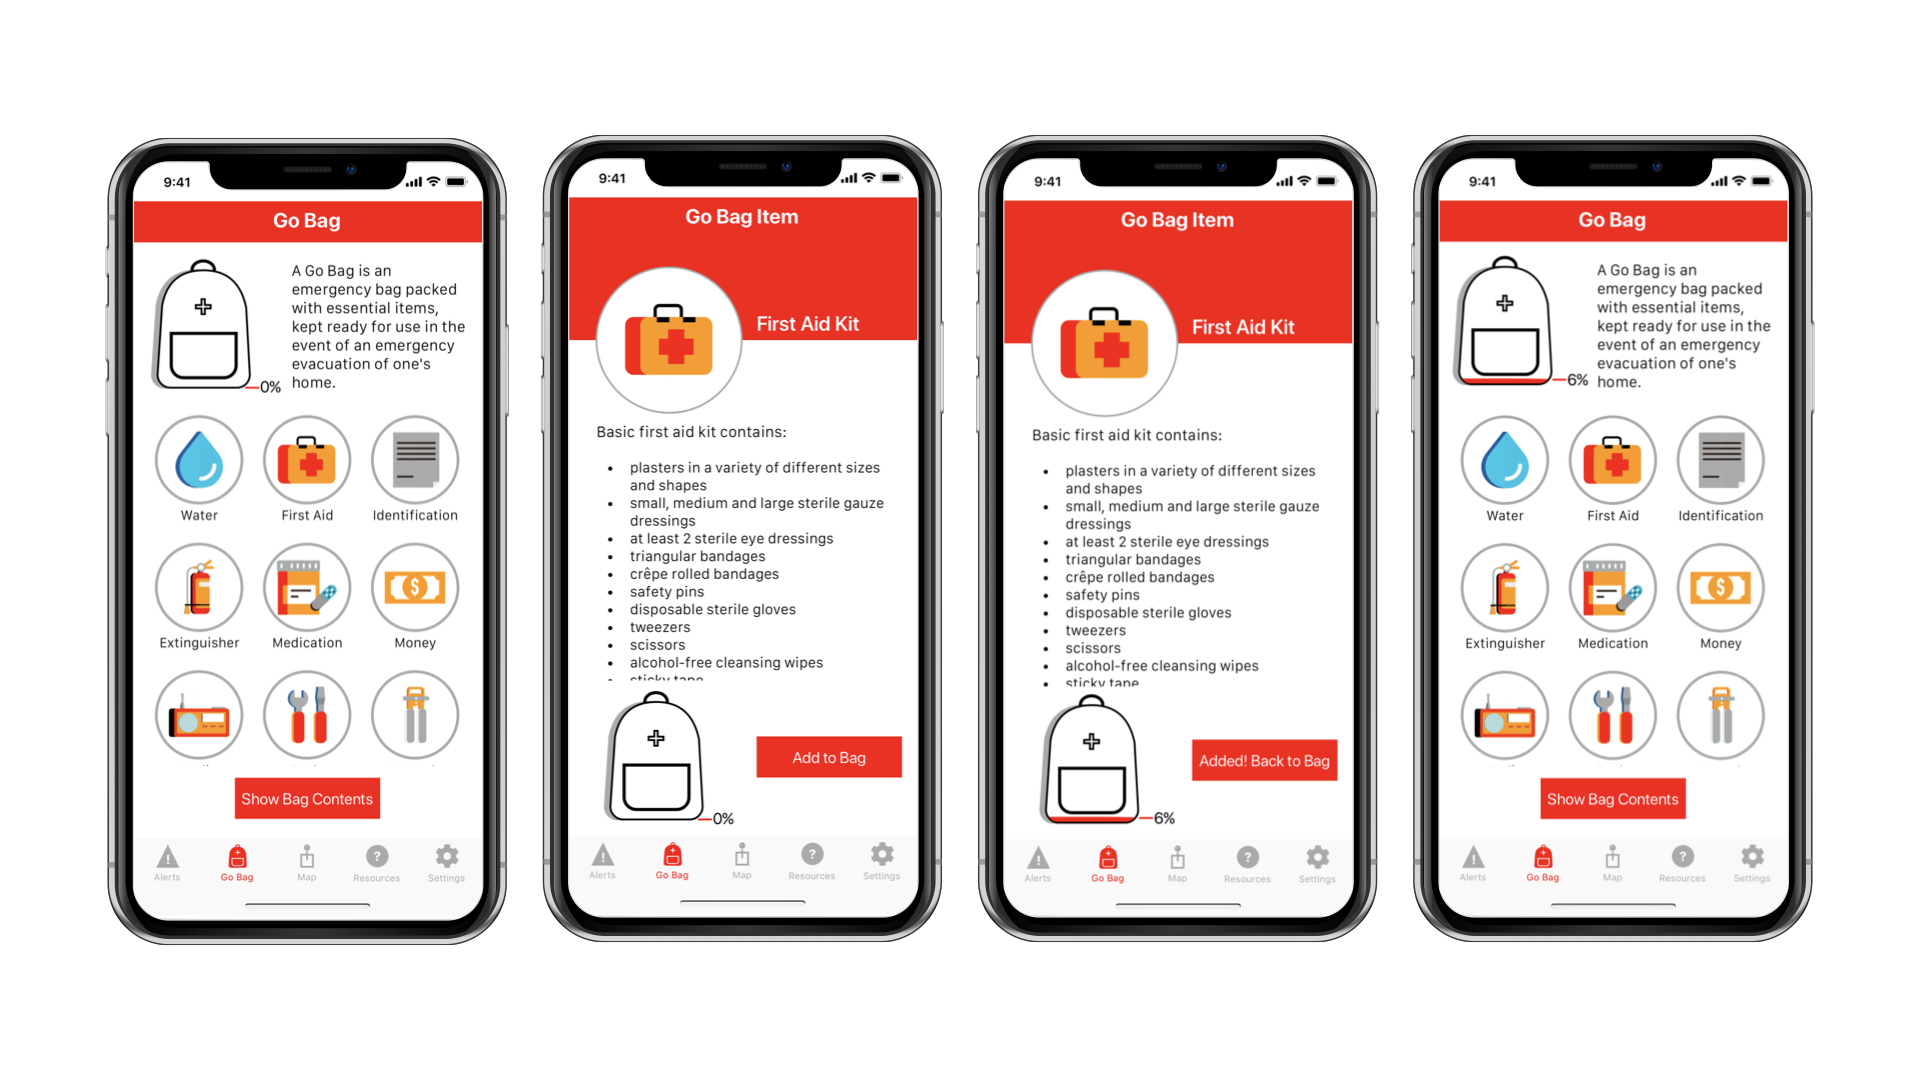 9:41
Go Bag
A Go Bag is an
emergency bag packed
with essential items,
kept ready for use in the
event of an emergency
evacuation of one's
home.
0%
Water First Aid Identification
Extinguisher Medication Money
$
Show Bag Contents
Alerts Go Bag Map Resources Settings
9:41
Go Bag Item
First Aid Kit
Basic first aid kit contains:
• plasters in a variety of different sizes
and shapes
• small, medium and large sterile gauze
dressings
• at least 2 sterile eye dressings
• triangular bandages
• crêpe rolled bandages
• safety pins
• disposable sterile gloves
• tweezers
• scissors
• alcohol-free cleansing wipes
• sticky tape
Add to Bag
0%
Alerts Go Bag Map Resources Settings
9:41
Go Bag Item
First Aid Kit
Basic first aid kit contains:
• plasters in a variety of different sizes
and shapes
• small, medium and large sterile gauze
dressings
• at least 2 sterile eye dressings
• triangular bandages
• crêpe rolled bandages
• safety pins
• disposable sterile gloves
• tweezers
• scissors
• alcohol-free cleansing wipes
• sticky tape
Added! Back to Bag
6%
Alerts Go Bag Map Resources Settings
9:41
Go Bag
A Go Bag is an
emergency bag packed
with essential items,
kept ready for use in the
event of an emergency
evacuation of one's
home.
6%
Water First Aid Identification
Extinguisher Medication Money
$
Show Bag Contents
Alerts Go Bag Map Resources Settings